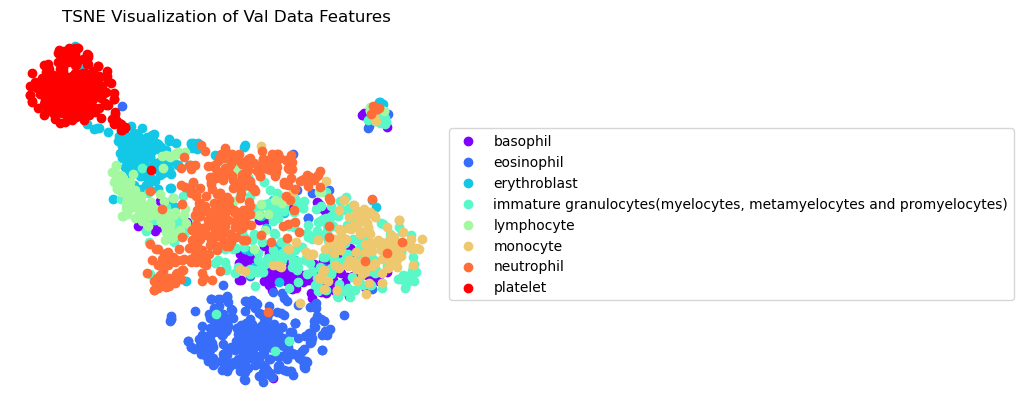 TSNE Visualization of Val Data Features
basophil
eosinophil
erythroblast
immature granulocytes(myelocytes, metamyelocytes and promyelocytes)
lymphocyte
monocyte
neutrophil
platelet